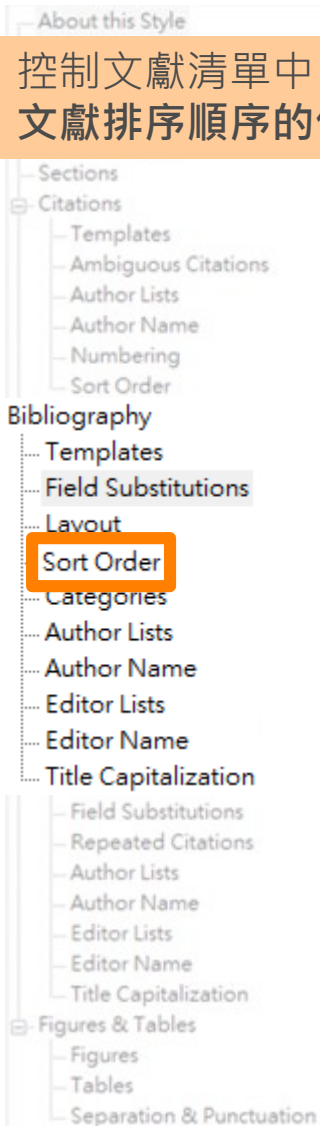 About this Style
控制文獻清單中
文獻排序順序的
Sections
Citations
Templates
Ambiguous Citations
Author Lists
Author Name
Numbering
Sort Order
Bibliography
Templates
Field Substitutions
Layout
Sort Order
Categories
Author Lists
Author Name
Editor Lists
Editor Name
Title Capitalization
Field Substitutions
Repeated Citations
Author Lists
Author Name
Editor Lists
Editor Name
Title Capitalization
Figures & Tables
Figures
Tables
Separation & Punctuation